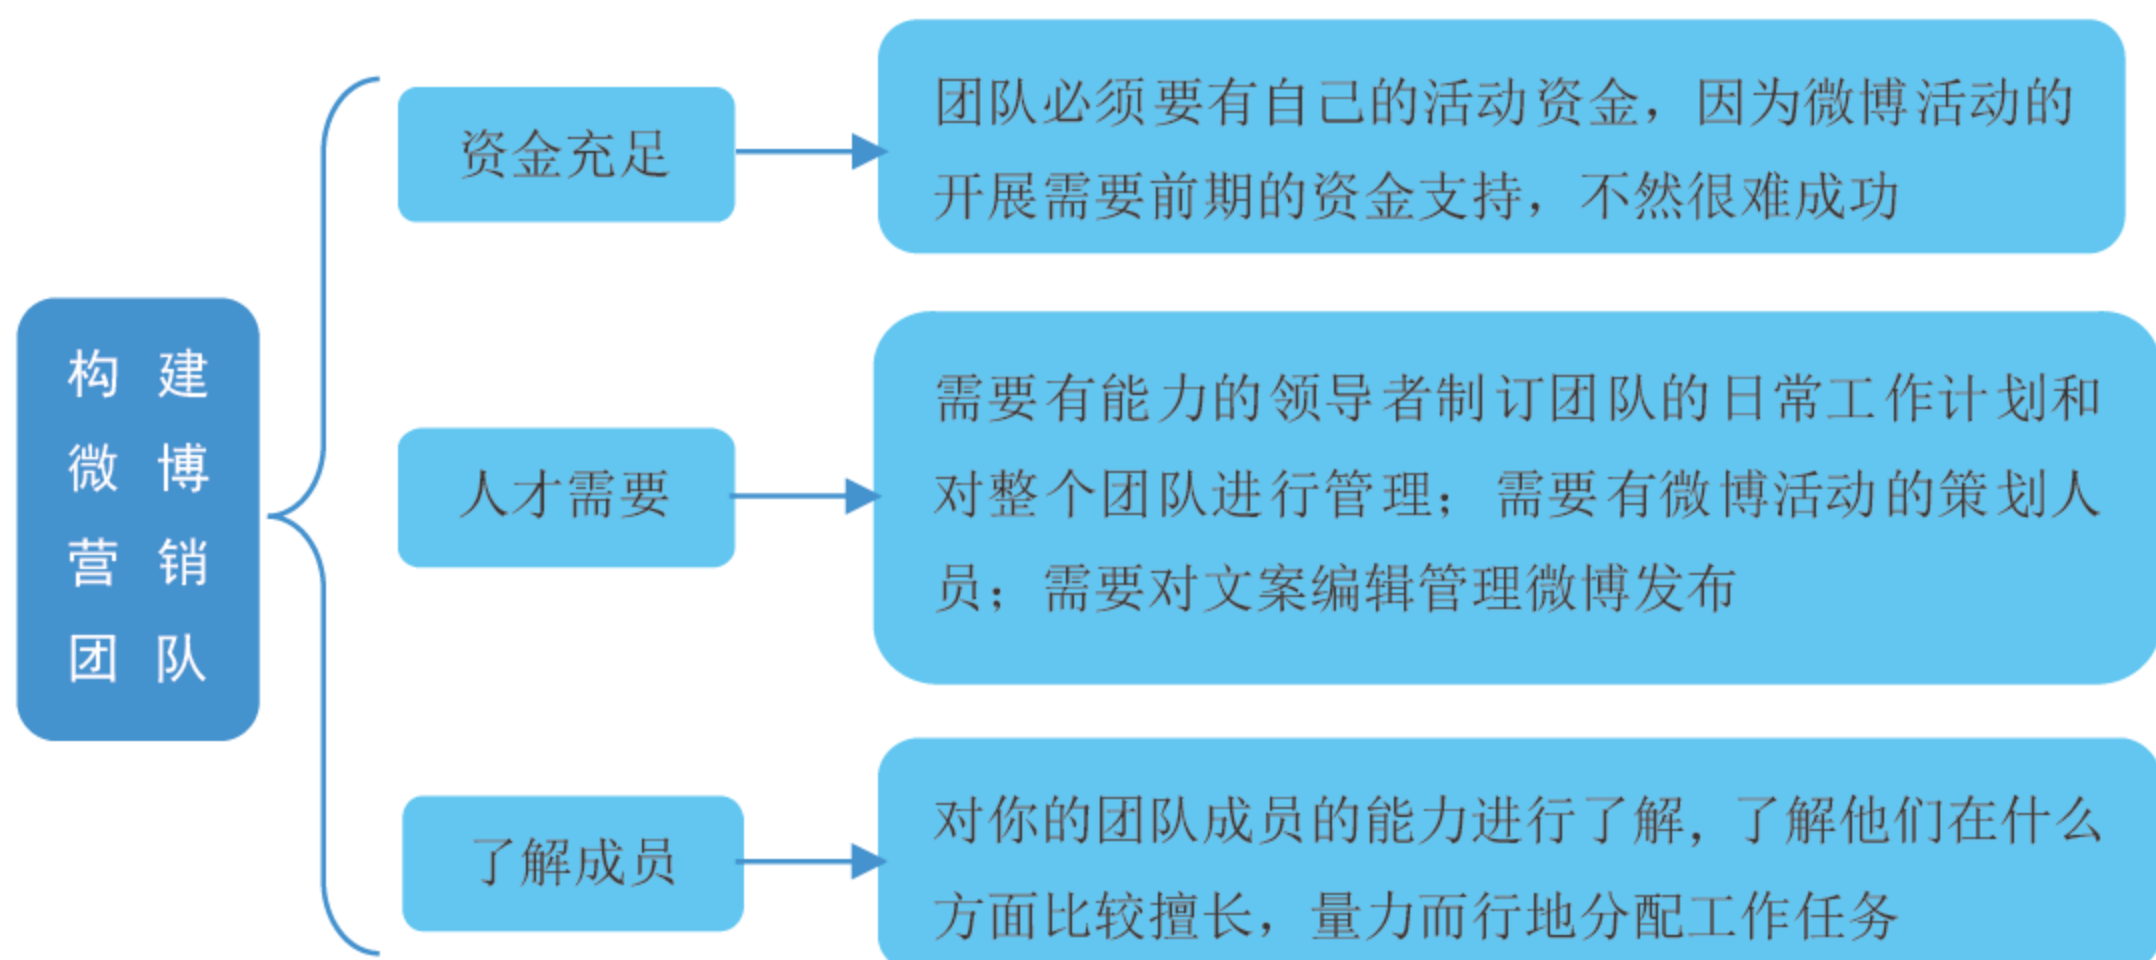 构建
微博
营销
团队
资金充足
团队必须要有自己的活动资金，因为微博活动的
开展需要前期的资金支持，不然很难成功
人才需要
需要有能力的领导者制订团队的日常工作计划和
对整个团队进行管理；需要有微博活动的策划人
员；需要对文案编辑管理微博发布
了解成员
对你的团队成员的能力进行了解，了解他们在什么
方面比较擅长，量力而行地分配工作任务